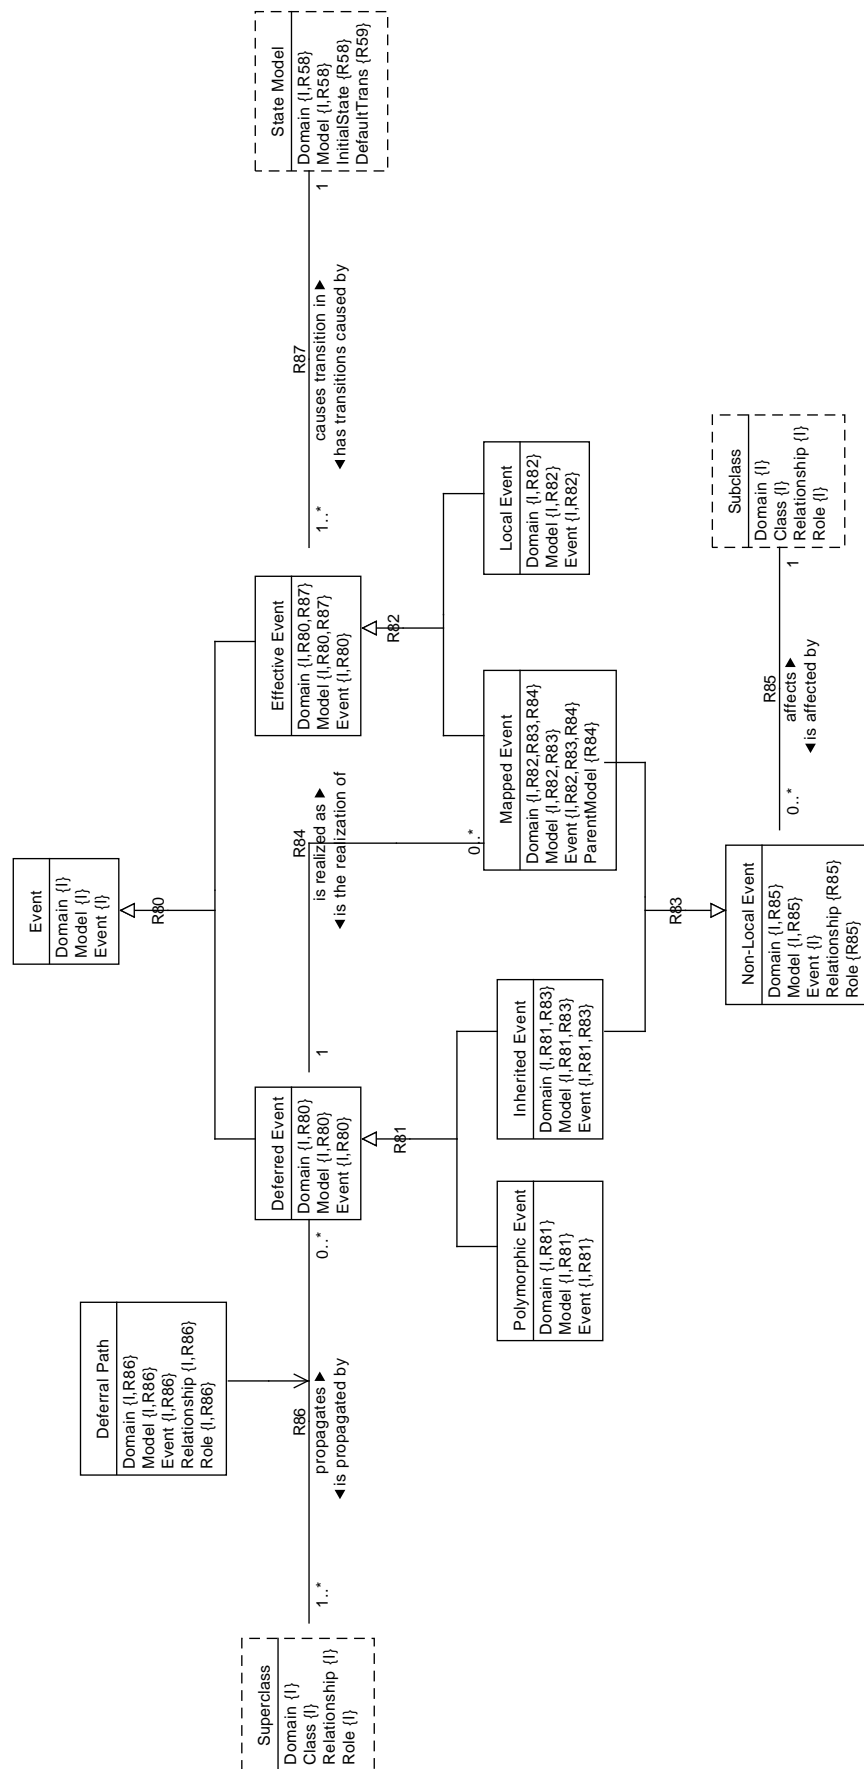 Event
Domain {I}
Model {I}
Event {I}
R80
Superclass
Domain {I}
Class {I}
Relationship {I}
Role {I}
1..*
R86
propagates ►
◄ is propagated by
0..*
Deferral Path
Domain {I,R86}
Model {I,R86}
Event {I,R86}
Relationship {I,R86}
Role {I,R86}
Deferred Event
Domain {I,R80}
Model {I,R80}
Event {I,R80}
1
R84
is realized as ►
◄ is the realization of
0..*
Effective Event
Domain {I,R80,R87}
Model {I,R80,R87}
Event {I,R80}
1..*
R87
causes transition in ►
◄ has transitions caused by
1
State Model
Domain {I,R58}
Model {I,R58}
InitialState {R58}
DefaultTrans {R59}
R81
R82
Polymorphic Event
Domain {I,R81}
Model {I,R81}
Event {I,R81}
Inherited Event
Domain {I,R81,R83}
Model {I,R81,R83}
Event {I,R81,R83}
Mapped Event
Domain {I,R82,R83,R84}
Model {I,R82,R83}
Event {I,R82,R83,R84}
ParentModel {R84}
Local Event
Domain {I,R82}
Model {I,R82}
Event {I,R82}
R83
Non-Local Event
Domain {I,R85}
Model {I,R85}
Event {I}
Relationship {R85}
Role {R85}
0..*
R85
affects ►
◄ is affected by
1
Subclass
Domain {I}
Class {I}
Relationship {I}
Role {I}